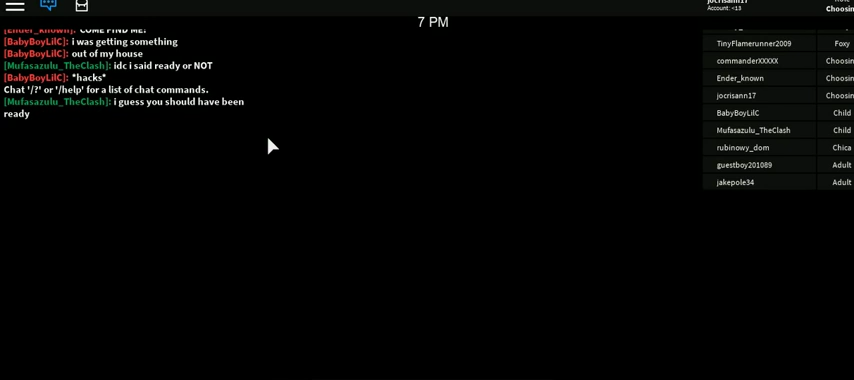 jocrisann17
Account: <13
Choosin
7 PM
[Ender_known]: COME FIND ME!
[BabyBoyLilC]: i was getting something
[BabyBoyLilC]: out of my house
[Mufasazulu_TheClash]: idc i said ready or NOT
[BabyBoyLilC]: *hacks*
Chat '/?' or '/help' for a list of chat commands.
[Mufasazulu_TheClash]: i guess you should have been
ready
TinyFlamerunner2009 Foxy
commanderXXXXX Choosin
Ender_known Choosin
jocrisann17 Choosin
BabyBoyLilC Child
Mufasazulu_TheClash Child
rubinowy_dom Chica
guestboy201089 Adult
jakepole34 Adult